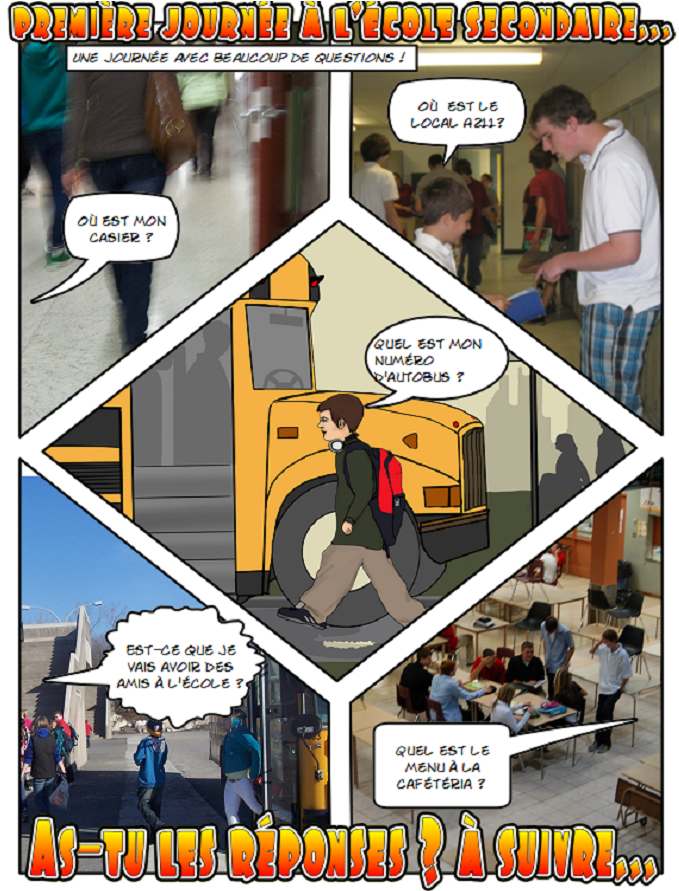 PREMIÈRE JOURNÉE À L'ÉCOLE SECONDAIRE...
UNE JOURNÉE AVEC BEAUCOUP DE QUESTIONS !
OÙ EST LE
LOCAL A211?
OÙ EST MON
CASIER ?
QUEL EST MON
NUMÉRO
D'AUTOBUS ?
EST-CE QUE JE
VAIS AVOIR DES
AMIS À L'ÉCOLE ?
QUEL EST LE
MENU À LA
CAFÉTÉRIA ?
AS-TU LES RÉPONSES ? À SUIVRE...